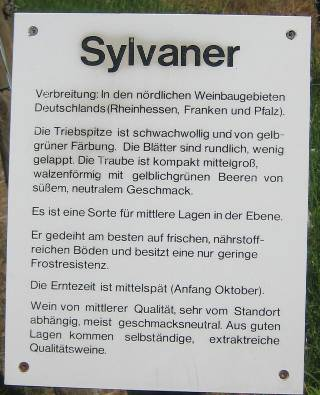 Sylvaner
Verbreitung: In den nördlichen Weinbaugebieten
Deutschlands (Rheinhessen, Franken und Pfalz).
Die Triebspitze ist schwachwollig und von gelb-
grüner Färbung. Die Blätter sind rundlich, wenig
gelappt. Die Traube ist kompakt mittelgroß,
walzenförmig mit gelblichgrünen Beeren von
süßem, neutralem Geschmack.
Es ist eine Sorte für mittlere Lagen in der Ebene.
Er gedeiht am besten auf frischen, nährstoff-
reichen Böden und besitzt eine nur geringe
Frostresistenz.
Die Erntezeit ist mittelspät (Anfang Oktober).
Wein von mittlerer Qualität, sehr vom Standort
abhängig, meist geschmacksneutral. Aus guten
Lagen kommen selbständige, extraktreiche
Qualitätsweine.